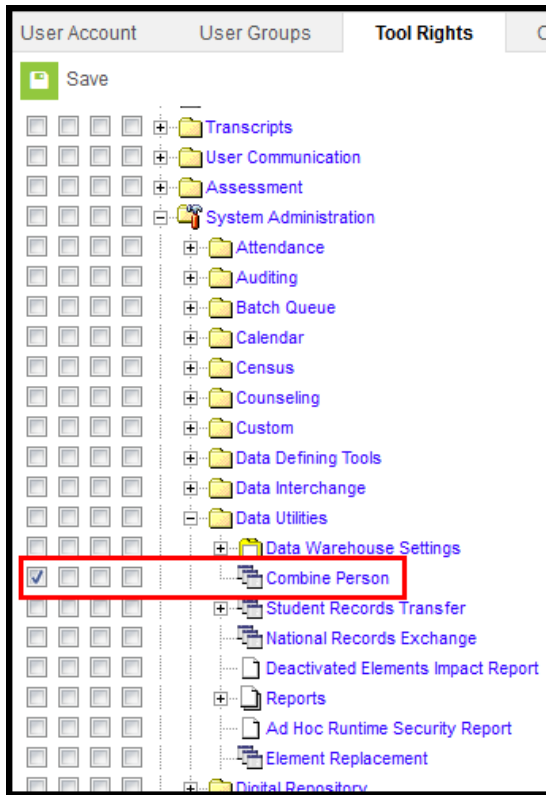 User Account User Groups Tool Rights
Save
Transcripts
User Communication
Assessment
System Administration
Attendance
Auditing
Batch Queue
Calendar
Census
Counseling
Custom
Data Defining Tools
Data Interchange
Data Utilities
Data Warehouse Settings
Combine Person
Student Records Transfer
National Records Exchange
Deactivated Elements Impact Report
Reports
Ad Hoc Runtime Security Report
Element Replacement
Digital Repository